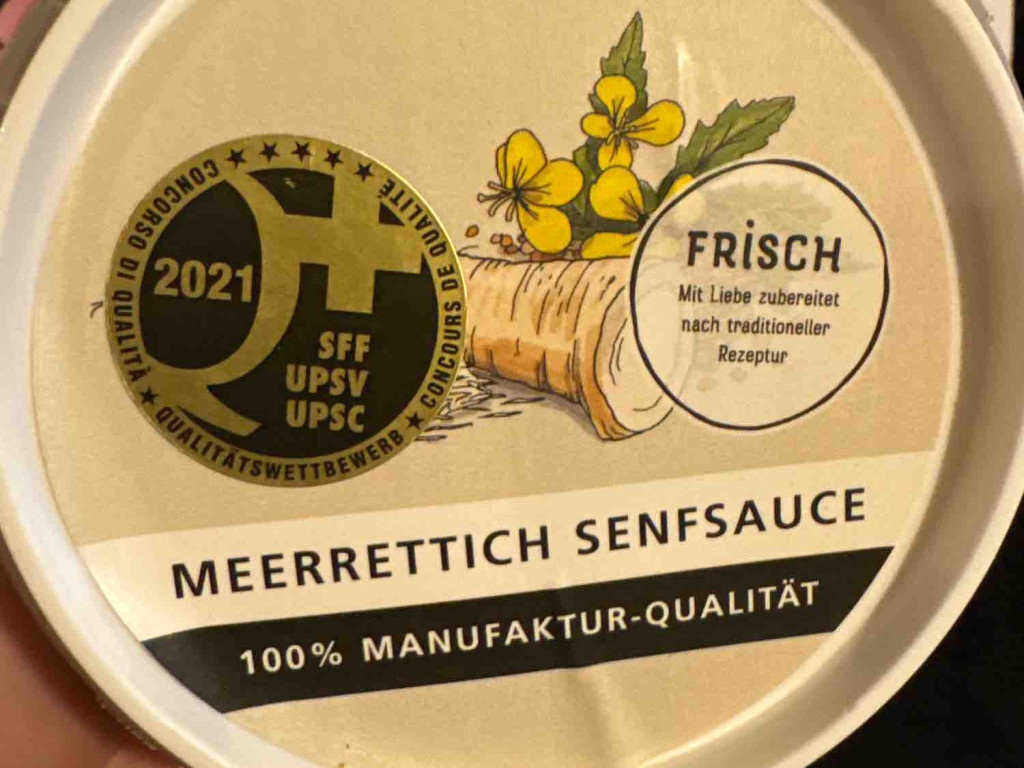 CONCORSO DI QUALITÀ ★★★★★ CONCOURS DE QUALITÉ ★ QUALITÄTSWETTBEWERB ★
2021
SFF
UPSV
UPSC
FRISCH
Mit Liebe zubereitet
nach traditioneller
Rezeptur
MEERRETTICH SENFSAUCE
100% MANUFAKTUR-QUALITÄT